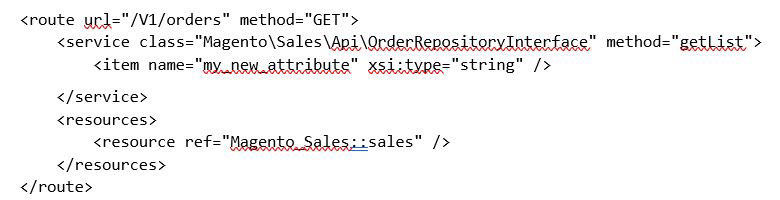 <route url="/V1/orders" method="GET">
<service class="Magento\Sales\Api\OrderRepositoryInterface" method="getList">
<item name="my_new_attribute" xsi:type="string" />
</service>
<resources>
<resource ref="Magento_Sales::sales" />
</resources>
</route>